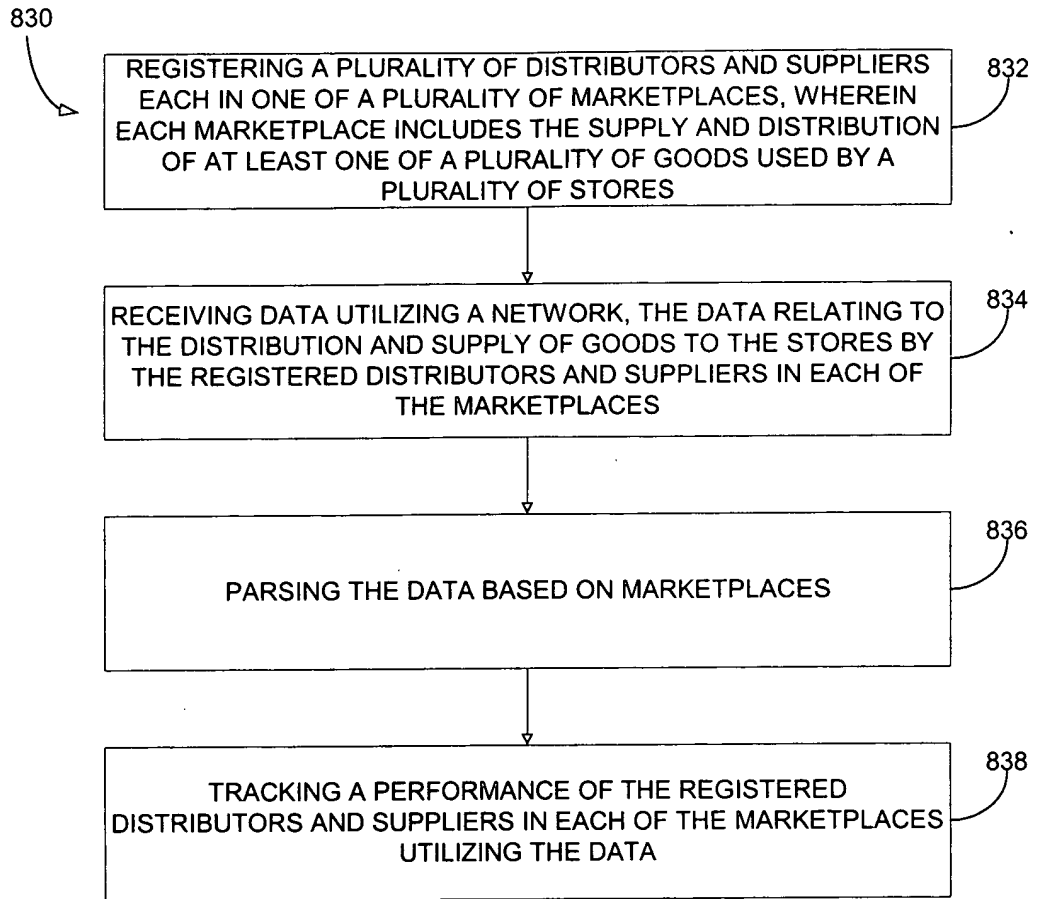 830
REGISTERING A PLURALITY OF DISTRIBUTORS AND SUPPLIERS
EACH IN ONE OF A PLURALITY OF MARKETPLACES, WHEREIN
EACH MARKETPLACE INCLUDES THE SUPPLY AND DISTRIBUTION
OF AT LEAST ONE OF A PLURALITY OF GOODS USED BY A
PLURALITY OF STORES
832
RECEIVING DATA UTILIZING A NETWORK, THE DATA RELATING TO
THE DISTRIBUTION AND SUPPLY OF GOODS TO THE STORES BY
THE REGISTERED DISTRIBUTORS AND SUPPLIERS IN EACH OF
THE MARKETPLACES
834
PARSING THE DATA BASED ON MARKETPLACES
836
TRACKING A PERFORMANCE OF THE REGISTERED
DISTRIBUTORS AND SUPPLIERS IN EACH OF THE MARKETPLACES
UTILIZING THE DATA
838